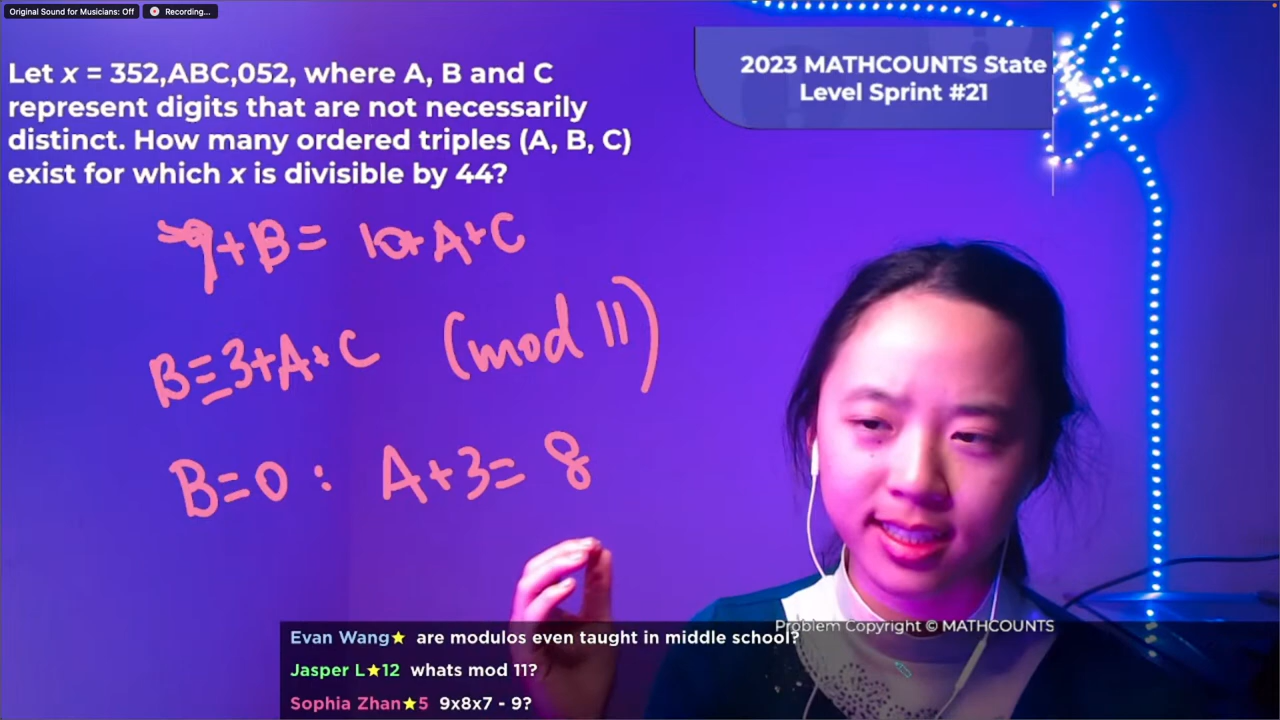 Original Sound for Musicians: Off Recording...
Let x = 352,ABC,052, where A, B and C
represent digits that are not necessarily
distinct. How many ordered triples (A, B, C)
exist for which x is divisible by 44?
2023 MATHCOUNTS State
Level Sprint #21
9+B= 10+A+C
B≡3+A+C (mod 11)
B=0: A+3= 8
Problem Copyright © MATHCOUNTS
Evan Wang★ are modulos even taught in middle school?
Jasper L★12 whats mod 11?
Sophia Zhan★5 9x8x7 - 9?